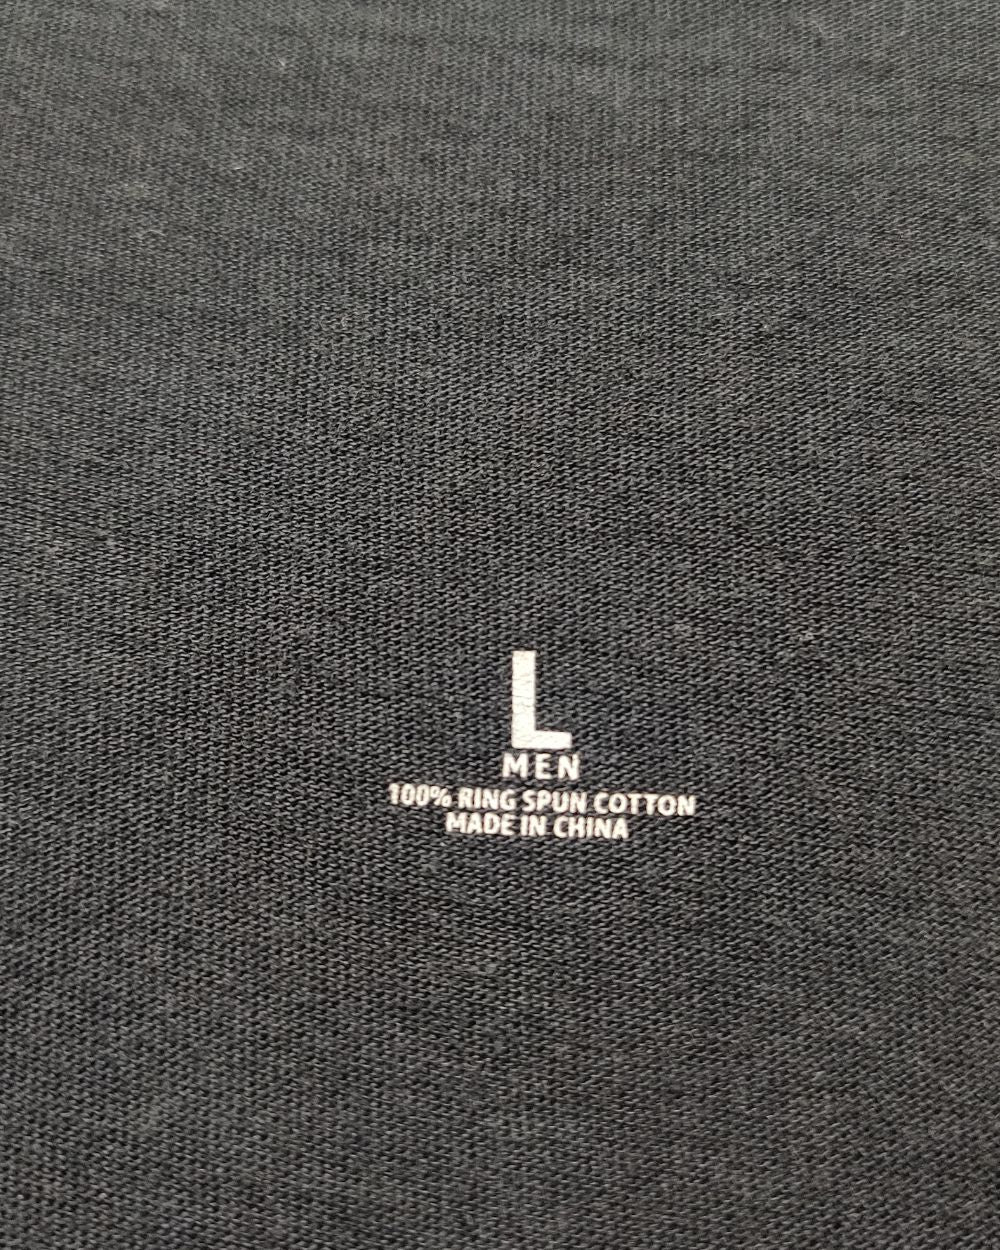 L
MEN
100% RING SPUN COTTON
MADE IN CHINA